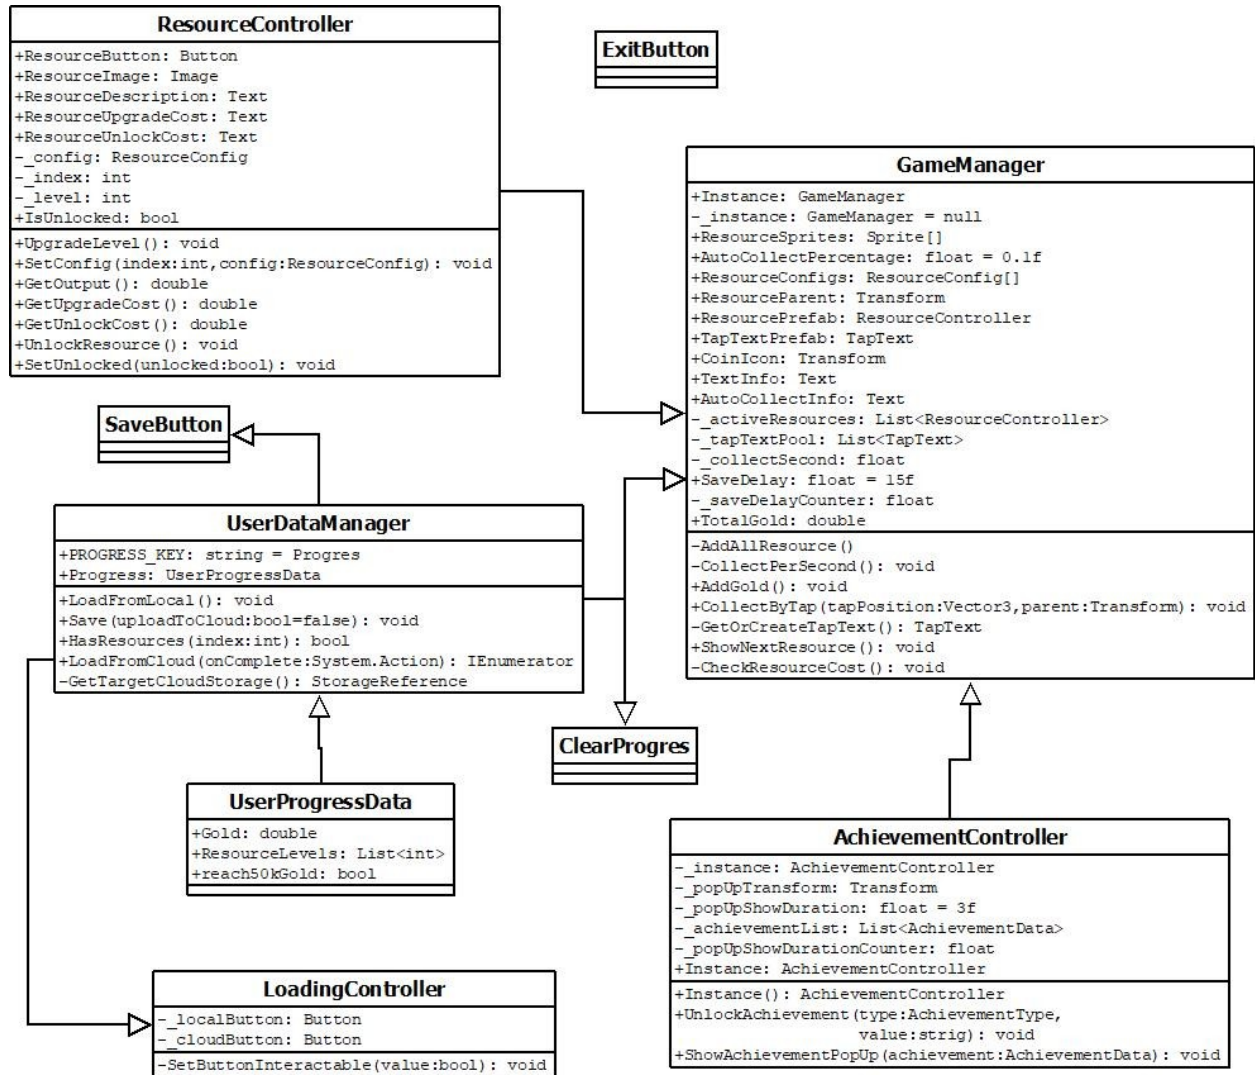 ResourceController
+ResourceButton: Button
+ResourceImage: Image
+ResourceDescription: Text
+ResourceUpgradeCost: Text
+ResourceUnlockCost: Text
-_config: ResourceConfig
-_index: int
-_level: int
+IsUnlocked: bool
+UpgradeLevel(): void
+SetConfig(index:int,config:ResourceConfig): void
+GetOutput(): double
+GetUpgradeCost(): double
+GetUnlockCost(): double
+UnlockResource(): void
+SetUnlocked(unlocked:bool): void
ExitButton
GameManager
+Instance: GameManager
-_instance: GameManager = null
+ResourceSprites: Sprite[]
+AutoCollectPercentage: float = 0.1f
+ResourceConfigs: ResourceConfig[]
+ResourceParent: Transform
+ResourcePrefab: ResourceController
+TapTextPrefab: TapText
+CoinIcon: Transform
+TextInfo: Text
+AutoCollectInfo: Text
-_activeResources: List<ResourceController>
-_tapTextPool: List<TapText>
-_collectSecond: float
+SaveDelay: float = 15f
-_saveDelayCounter: float
+TotalGold: double
-AddAllResource()
-CollectPerSecond(): void
+AddGold(): void
+CollectByTap(tapPosition:Vector3,parent:Transform): void
-GetOrCreateTapText(): TapText
+ShowNextResource(): void
-CheckResourceCost(): void
SaveButton
UserDataManager
+PROGRESS_KEY: string = Progres
+Progress: UserProgressData
+LoadFromLocal(): void
+Save(uploadToCloud:bool=false): void
+HasResources(index:int): bool
+LoadFromCloud(onComplete:System.Action): IEnumerator
-GetTargetCloudStorage(): StorageReference
ClearProgres
UserProgressData
+Gold: double
+ResourceLevels: List<int>
+reach50kGold: bool
AchievementController
-_instance: AchievementController
-_popUpTransform: Transform
-_popUpShowDuration: float = 3f
-_achievementList: List<AchievementData>
-_popUpShowDurationCounter: float
+Instance: AchievementController
+Instance(): AchievementController
+UnlockAchievement(type:AchievementType,
value:strig): void
+ShowAchievementPopUp(achievement:AchievementData): void
LoadingController
-_localButton: Button
-_cloudButton: Button
-SetButtonInteractable(value:bool): void